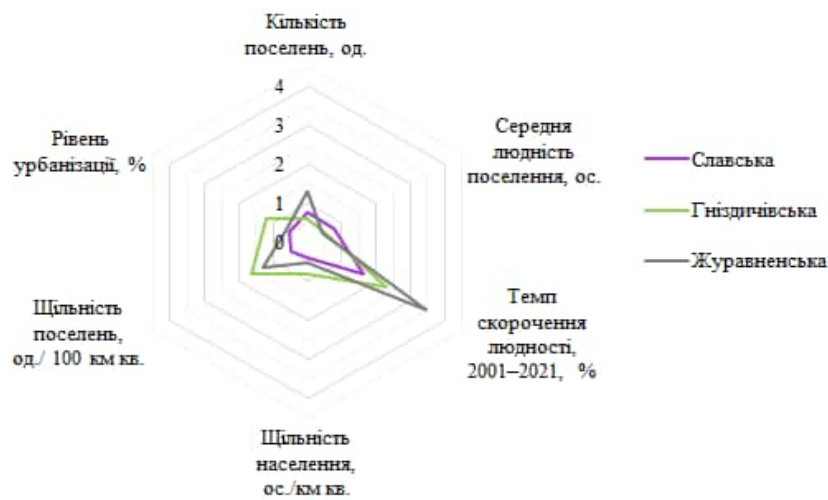 Кількість
поселень, од.
4
3
2
1
0
Середня
людність
поселення, ос.
Темп
скорочення
людності,
2001–2021, %
Щільність
населення,
ос./км кв.
Щільність
поселень,
од./ 100 км кв.
Рівень
урбанізації, %
Славська
Гніздичівська
Журавненська